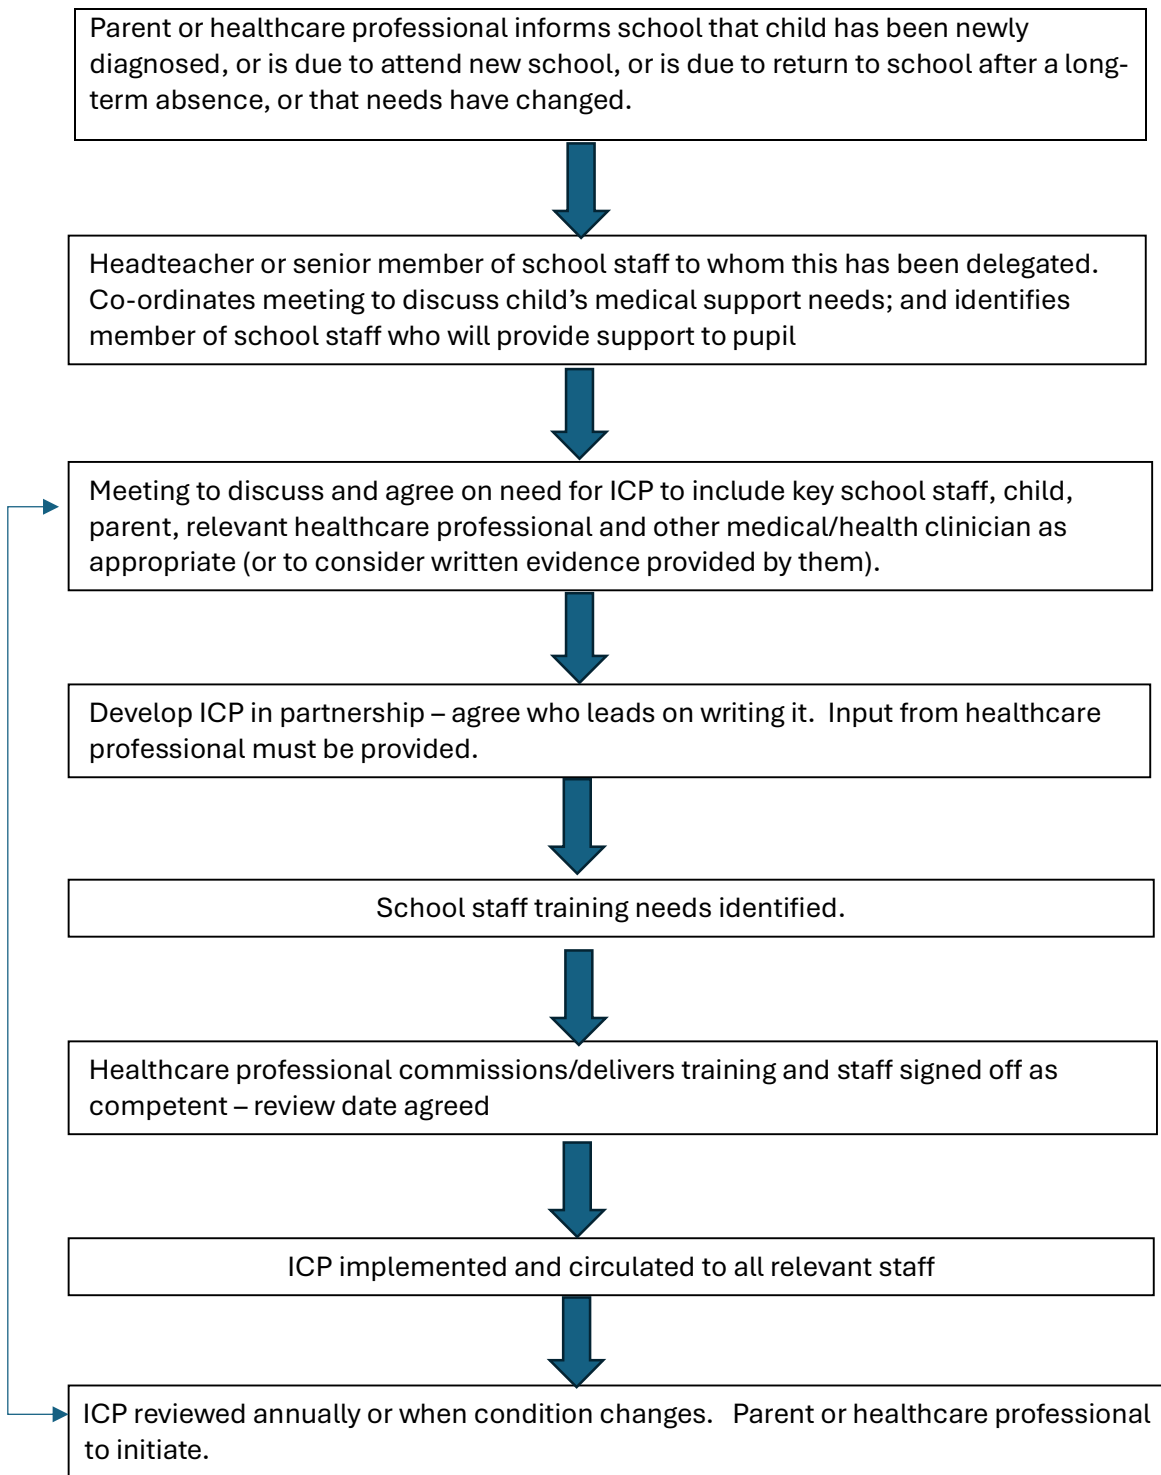 Parent or healthcare professional informs school that child has been newly
diagnosed, or is due to attend new school, or is due to return to school after a long-
term absence, or that needs have changed.
Headteacher or senior member of school staff to whom this has been delegated.
Co-ordinates meeting to discuss child’s medical support needs; and identifies
member of school staff who will provide support to pupil
Meeting to discuss and agree on need for ICP to include key school staff, child,
parent, relevant healthcare professional and other medical/health clinician as
appropriate (or to consider written evidence provided by them).
Develop ICP in partnership – agree who leads on writing it.  Input from healthcare
professional must be provided.
School staff training needs identified.
Healthcare professional commissions/delivers training and staff signed off as
competent – review date agreed
ICP implemented and circulated to all relevant staff
ICP reviewed annually or when condition changes.   Parent or healthcare professional
to initiate.